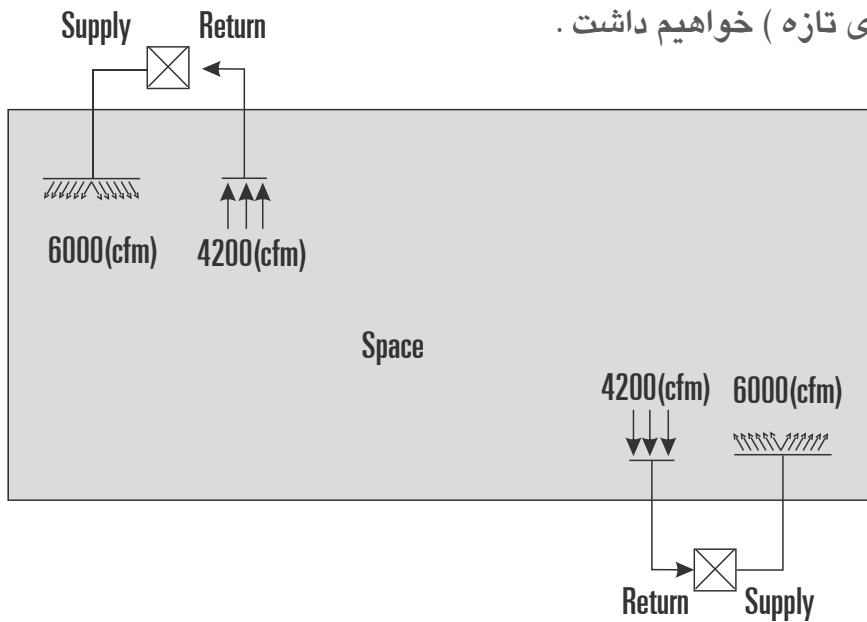 ی تازه ) خواهیم داشت .
Supply Return
6000(cfm) 4200(cfm)
Space
4200(cfm) 6000(cfm)
Return Supply